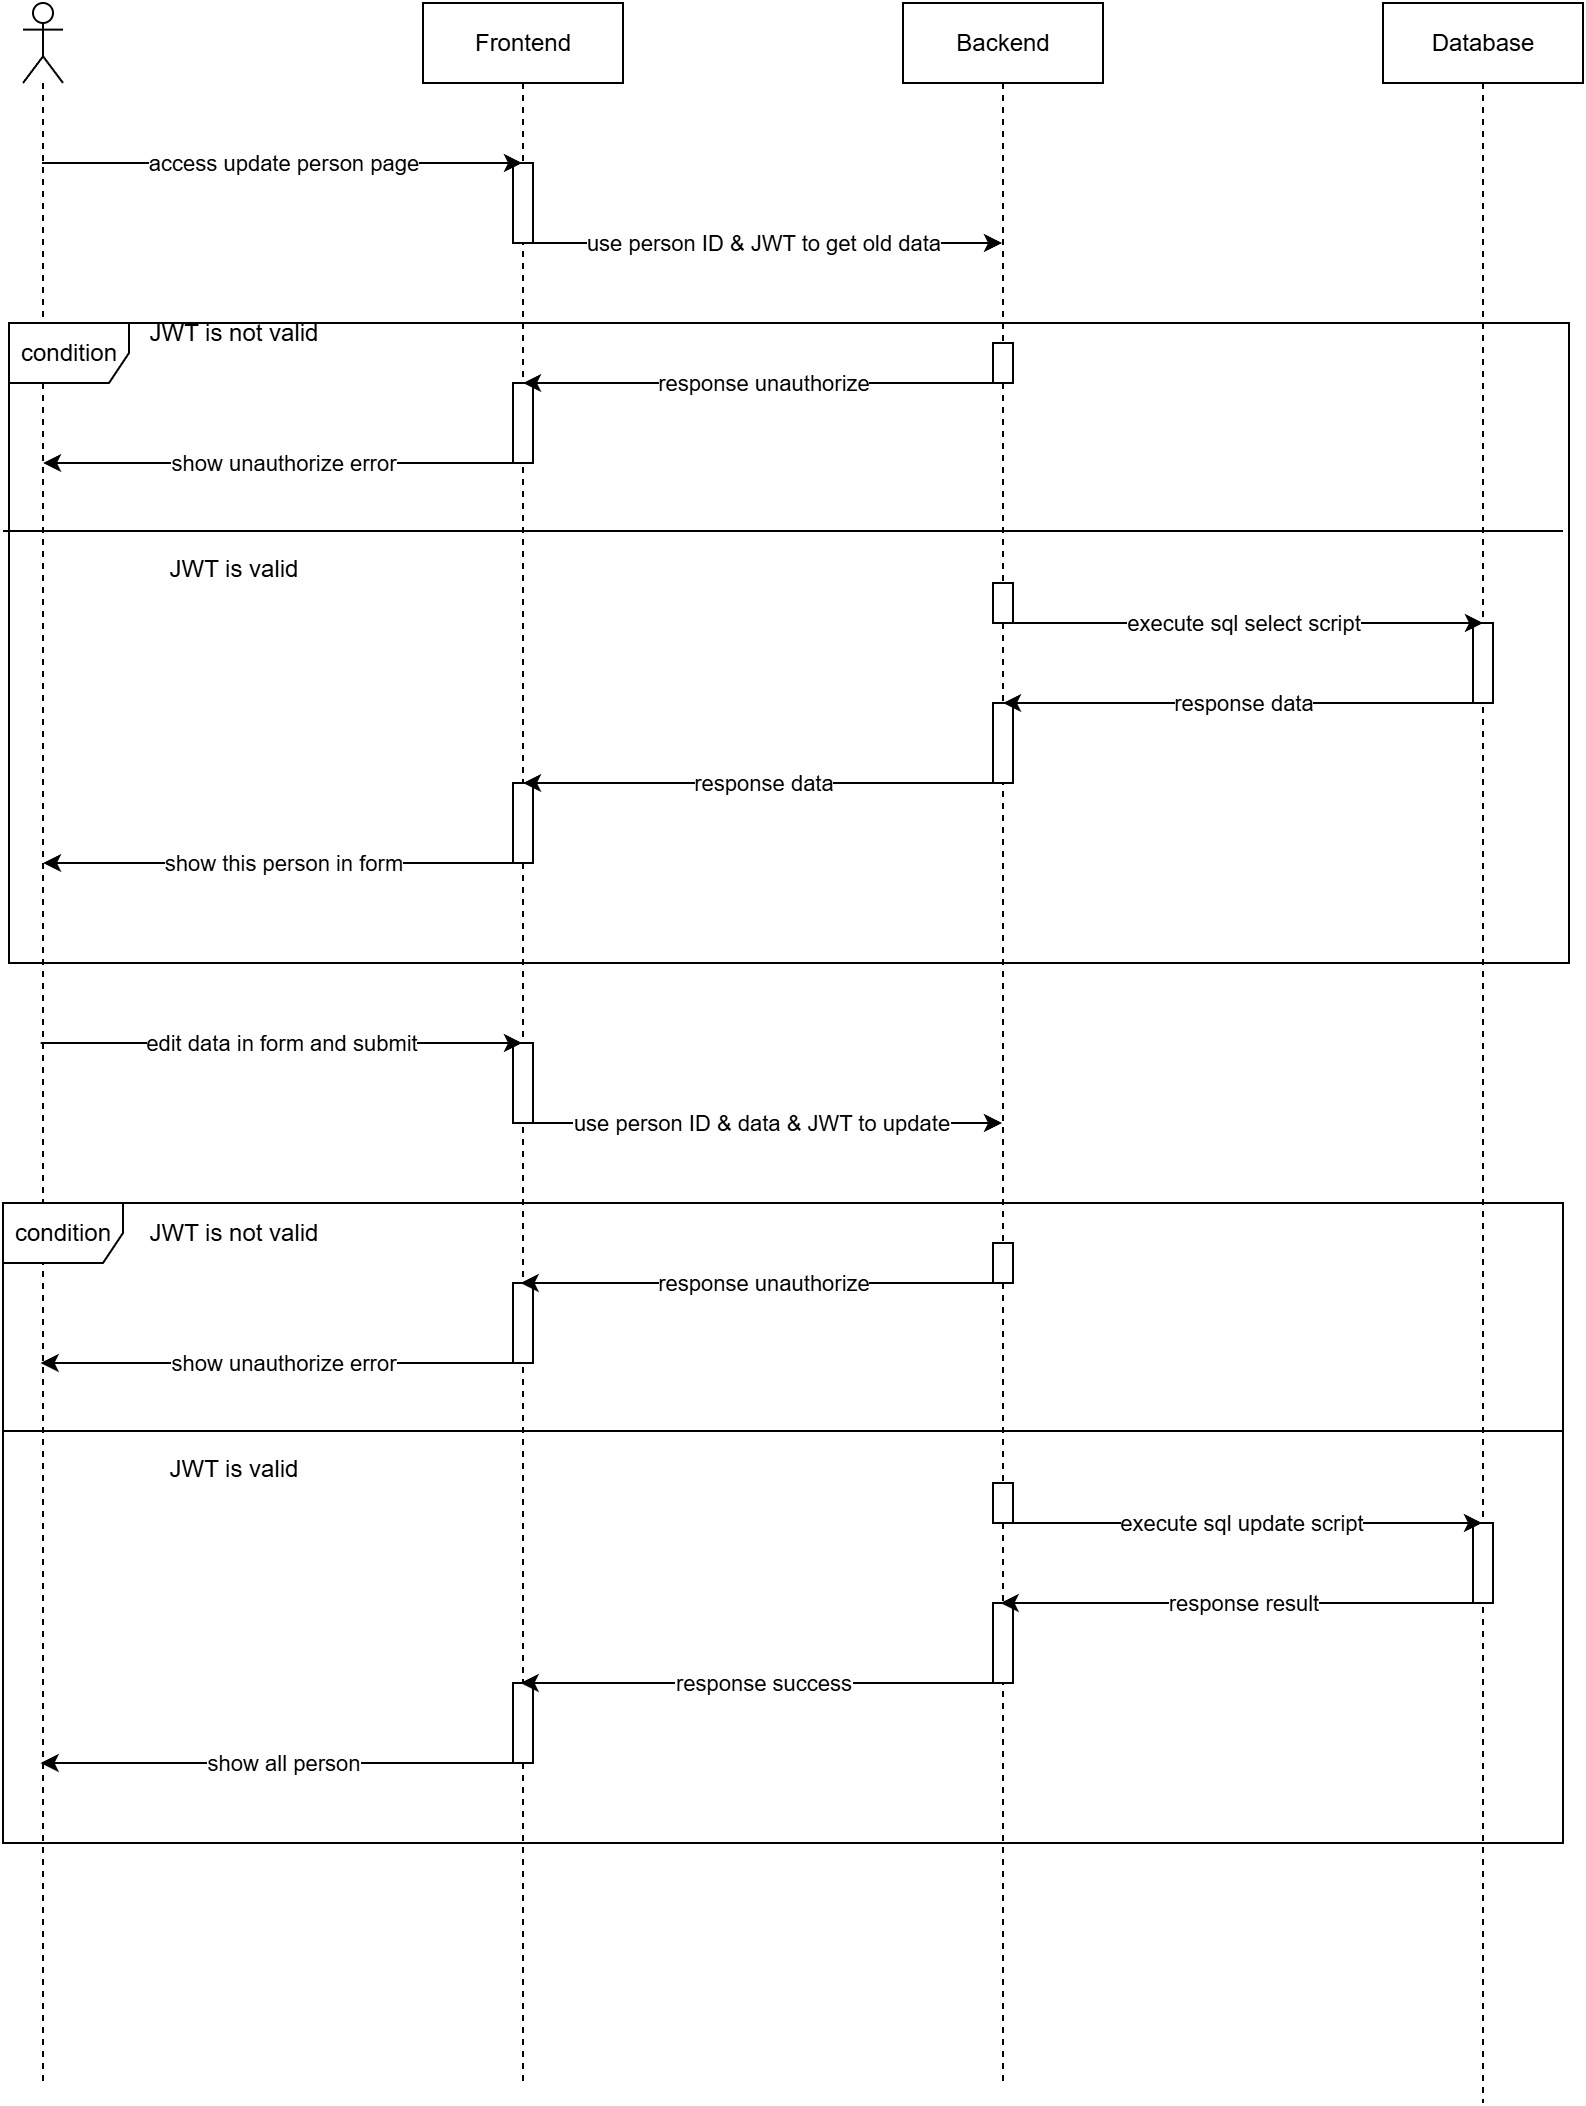 Frontend
Backend
Database
access update person page
use person ID & JWT to get old data
JWT is not valid
condition
response unauthorize
show unauthorize error
JWT is valid
execute sql select script
response data
response data
show this person in form
edit data in form and submit
use person ID & data & JWT to update
condition
JWT is not valid
response unauthorize
show unauthorize error
JWT is valid
execute sql update script
response result
response success
show all person